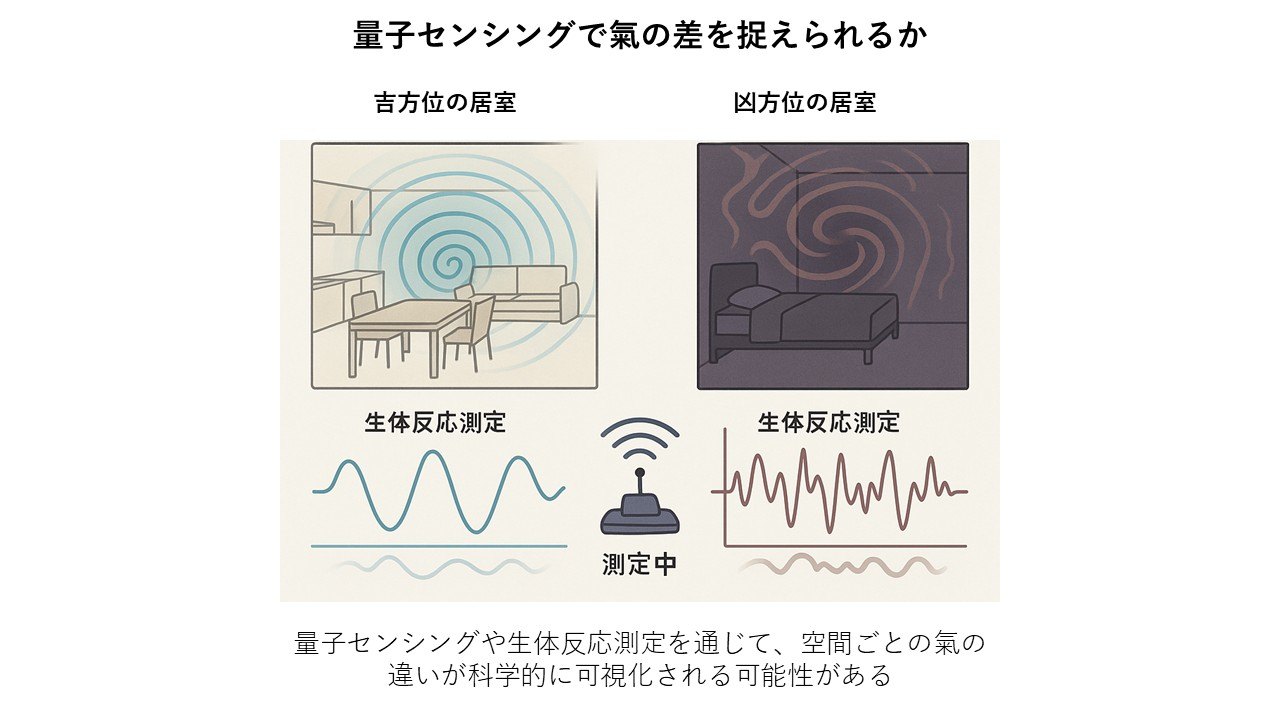 量子センシングで氣の差を捉えられるか
吉方位の居室
凶方位の居室
生体反応測定
生体反応測定
測定中
量子センシングや生体反応測定を通じて、空間ごとの氣の
違いが科学的に可視化される可能性がある